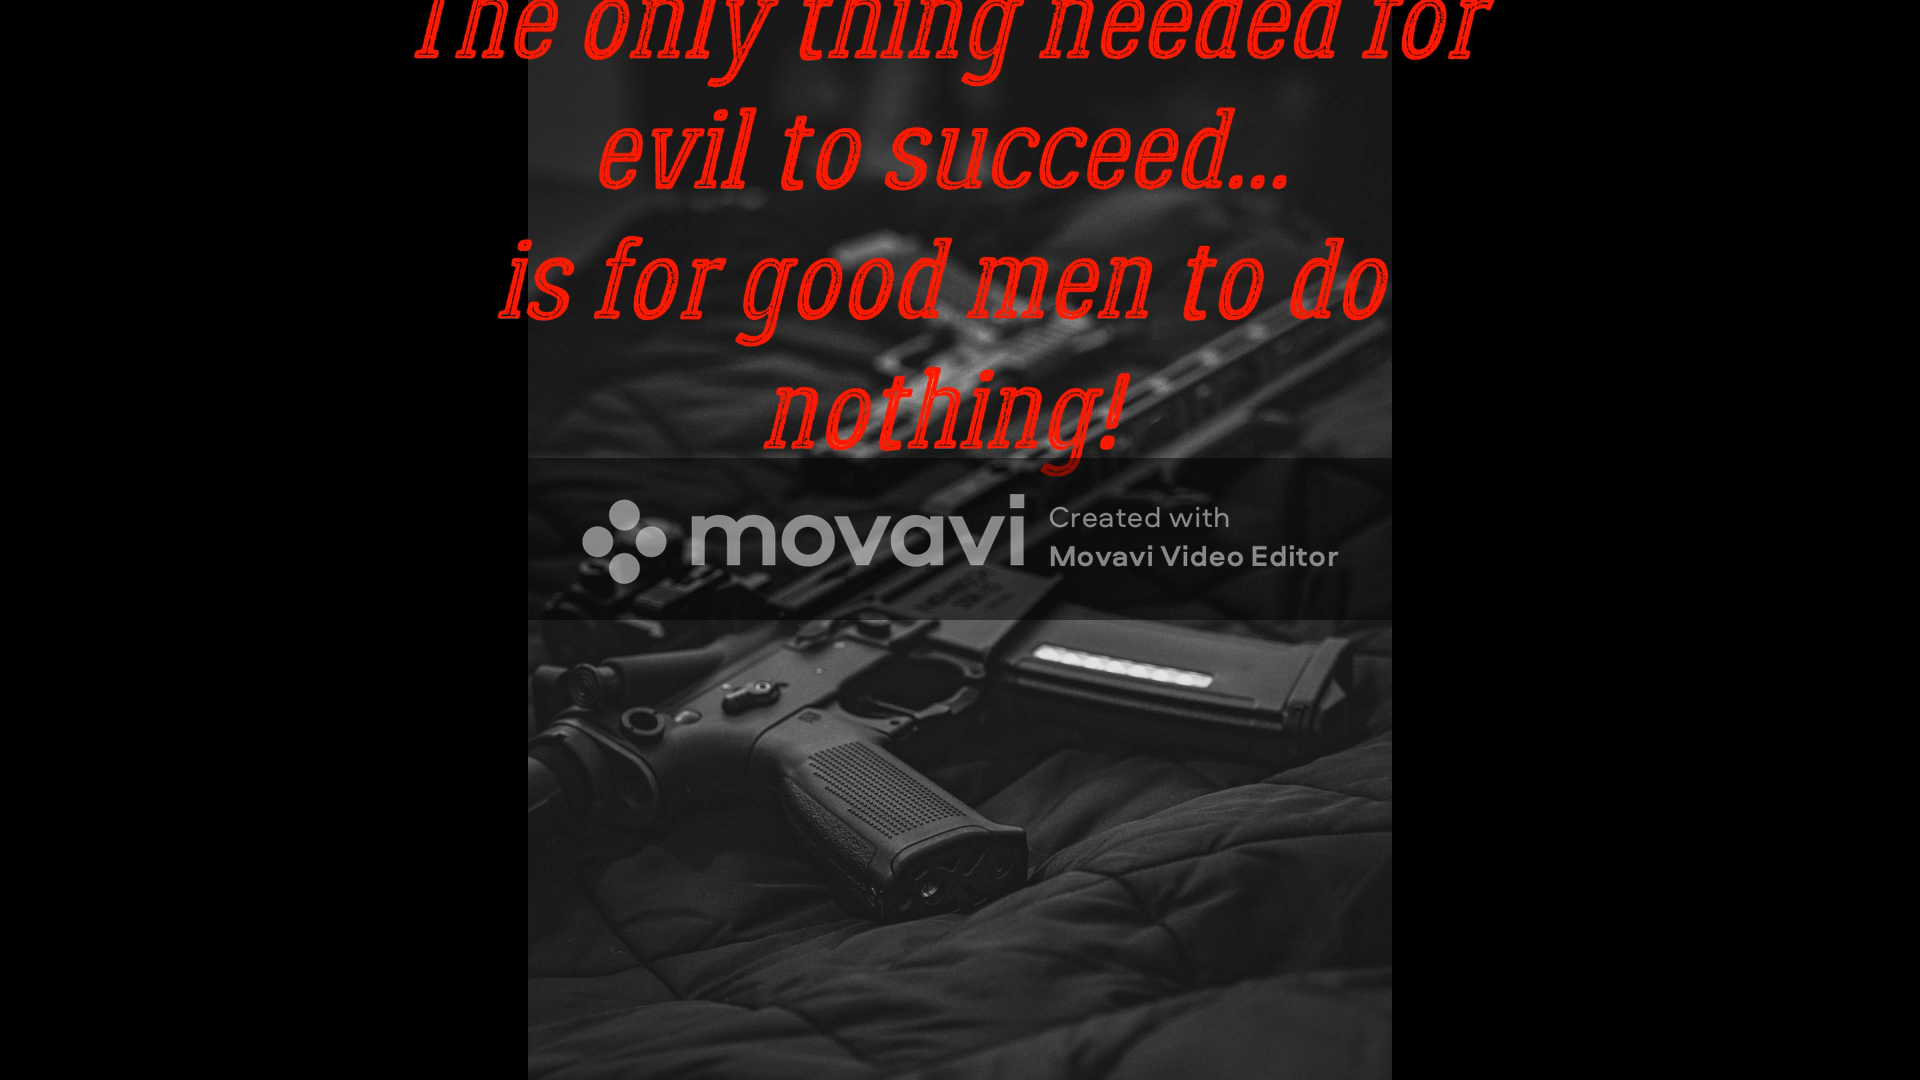 The only thing needed for
evil to succeed...
is for good men to do
nothing!
movavi
Created with
Movavi Video Editor